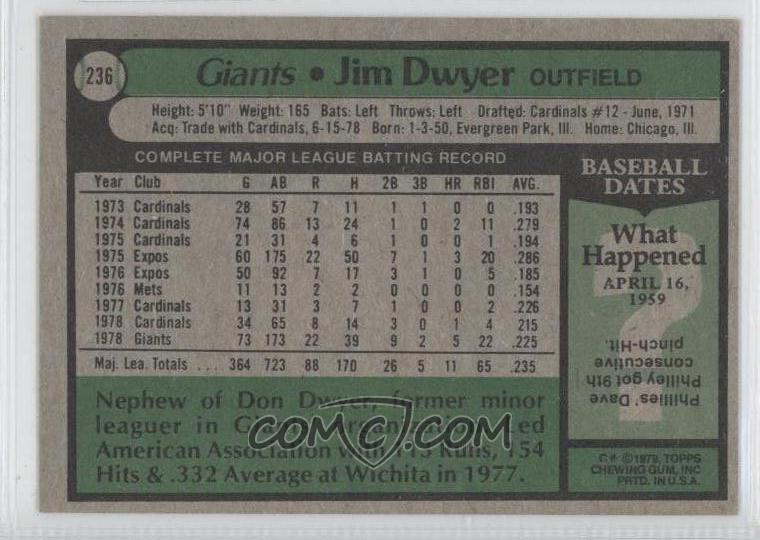 236
Giants • Jim Dwyer OUTFIELD
Height: 5'10" Weight: 165 Bats: Left Throws: Left Drafted: Cardinals #12 - June, 1971
Acq: Trade with Cardinals, 6-15-78 Born: 1-3-50, Evergreen Park, Ill. Home: Chicago, Ill.
COMPLETE MAJOR LEAGUE BATTING RECORD
Year Club G AB R H 2B 3B HR RBI AVG.
1973 Cardinals 28 57 7 11 1 1 0 0 .193
1974 Cardinals 74 86 13 24 1 0 2 11 .279
1975 Cardinals 21 31 4 6 1 0 0 1 .194
1975 Expos 60 175 22 50 7 1 3 20 .286
1976 Expos 50 92 7 17 3 1 0 5 .185
1976 Mets 11 13 2 2 0 0 0 0 .154
1977 Cardinals 13 31 3 7 1 0 0 2 .226
1978 Cardinals 34 65 8 14 3 0 1 4 215
1978 Giants 73 173 22 39 9 2 5 22 .225
Maj. Lea. Totals ... 364 723 88 170 26 5 11 65 .235
Nephew of Don Dwyer, former minor
leaguer in Giants' organization. Led
American Association with 113 Runs, 154
Hits & .332 Average at Wichita in 1977.
BASEBALL
DATES
What
Happened
APRIL 16,
1959
?
Phillies' Dave
Philley got 9th
consecutive
pinch-Hit.
C# ©1979, TOPPS
CHEWING GUM, INC
PRTD. IN U.S.A.
COMC.COM